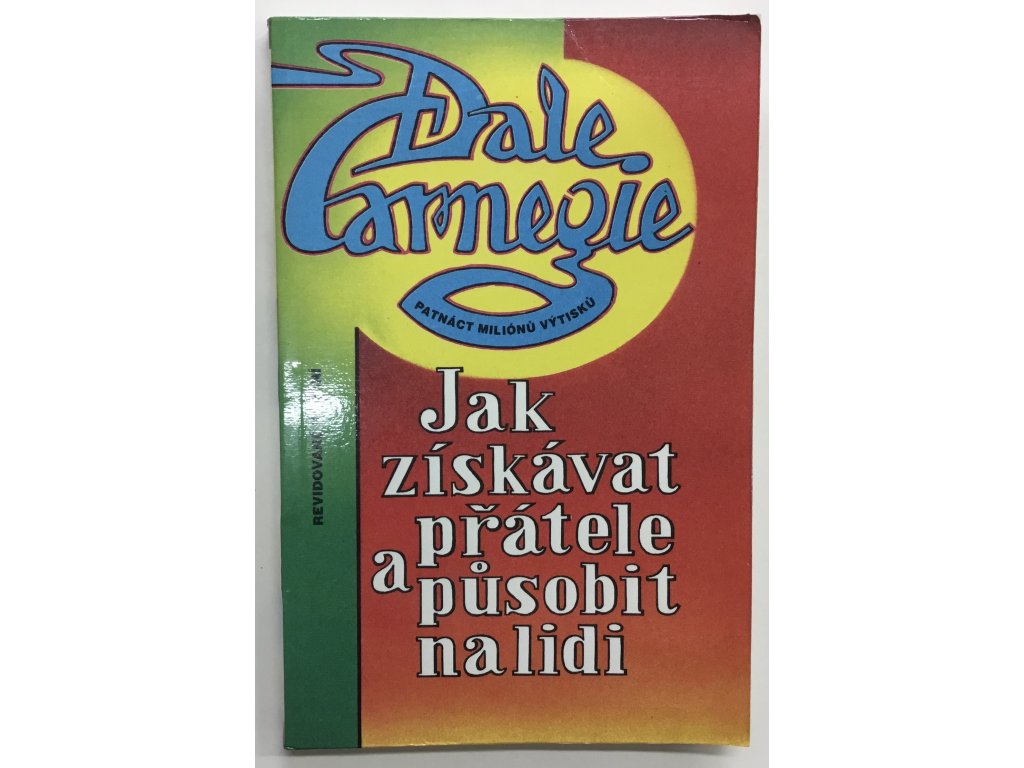 Dale
Carnegie
PATNÁCT MILIÓNŮ VÝTISKŮ
REVIDOVANÉ
Jak
získávat
přátele
a působit
na lidi